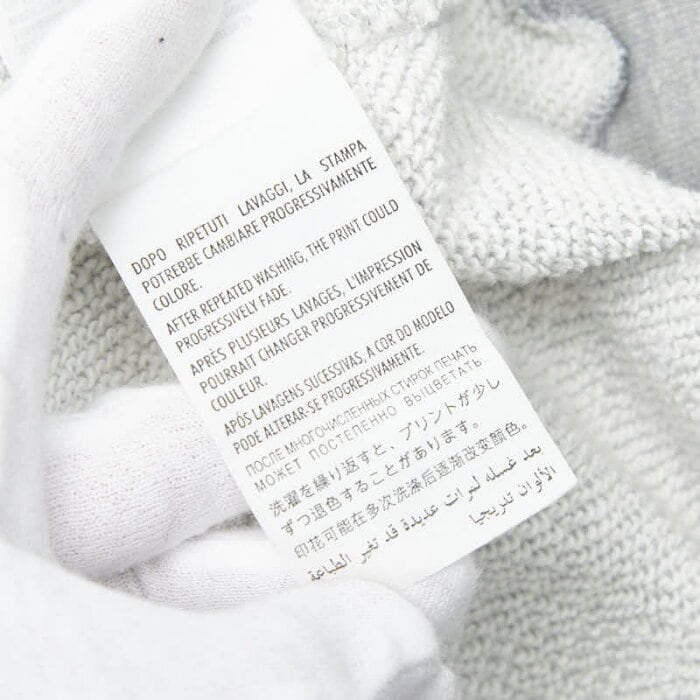 DOPO RIPETUTI LAVAGGI, LA STAMPA
POTREBBE CAMBIARE PROGRESSIVAMENTE
COLORE.
AFTER REPEATED WASHING, THE PRINT COULD
PROGRESSIVELY FADE.
APRÈS PLUSIEURS LAVAGES, L'IMPRESSION
POURRAIT CHANGER PROGRESSIVEMENT DE
COULEUR.
APÓS LAVAGENS SUCESSIVAS, A COR DO MODELO
PODE ALTERAR-SE PROGRESSIVAMENTE.
ПОСЛЕ МНОГОЧИСЛЕННЫХ СТИРОК ПЕЧАТЬ
МОЖЕТ ПОСТЕПЕННО ВЫЦВЕТАТЬ.
洗濯を繰り返すと、プリントが少し
ずつ退色することがあります。
印花可能在多次洗涤后逐渐改变颜色。
بعد غسله لمرات عديدة قد تغير الطباعة
الألوان تدريجيا